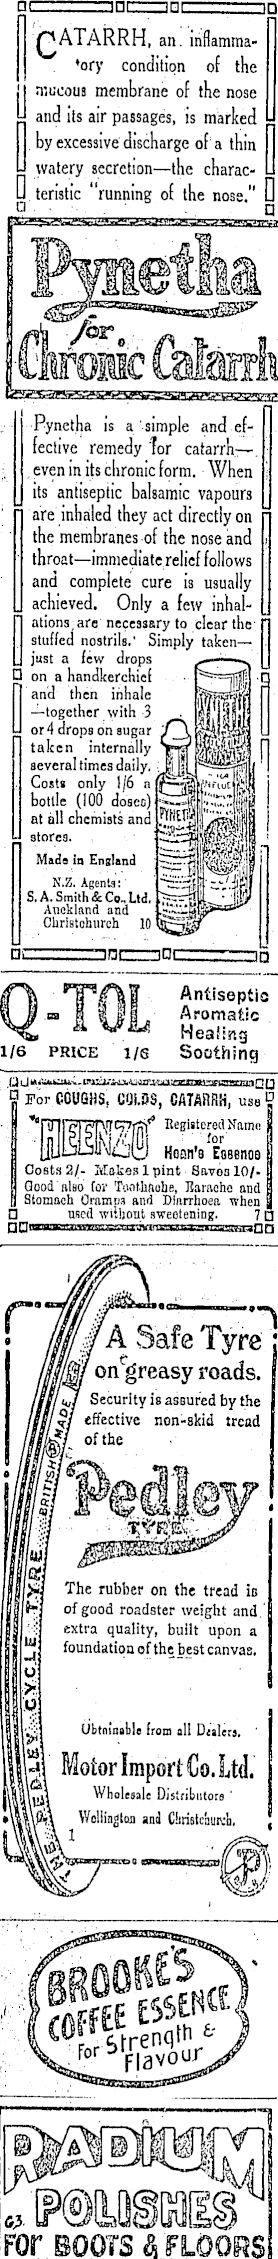 CATARRH, an inflamma-
tory condition of the
mucous membrane of the nose
and its air passages, is marked
by excessive discharge of a thin
watery secretion—the charac-
teristic "running of the nose."
Pynetha
for
Chronic Catarrh
Pynetha is a simple and ef-
fective remedy for catarrh—
even in its chronic form. When
its antiseptic balsamic vapours
are inhaled they act directly on
the membranes of the nose and
throat—immediate relief follows
and complete cure is usually
achieved. Only a few inhal-
ations are necessary to clear the
stuffed nostrils. Simply taken—
just a few drops
on a handkerchief
and then inhale
—together with 3
or 4 drops on sugar
taken internally
several times daily.
Costs only 1/6 a
bottle (100 doses)
at all chemists and
stores.
Made in England
N.Z. Agents:
S. A. Smith & Co., Ltd.
Auckland and
Christchurch 10
PYNETHA
PYNETHA
Q-TOL
1/6 PRICE 1/6
Antiseptic
Aromatic
Healing
Soothing
For COUGHS, COLDS, CATARRH, use
"HEENZO"
Registered Name
for
Hean's Essence
Costs 2/- Makes 1 pint Saves 10/-
Good also for Toothache, Earache and
Stomach Cramps and Diarrhoea when
used without sweetening. 7
A Safe Tyre
on greasy roads.
Security is assured by the
effective non-skid tread
of the
Pedley
TYRE
The rubber on the tread is
of good roadster weight and
extra quality, built upon a
foundation of the best canvas.
Obtainable from all Dealers.
Motor Import Co. Ltd.
Wholesale Distributors
Wellington and Christchurch.
1
THE PEDLEY CYCLE TYRE BRITISH MADE
BROOKE'S
COFFEE ESSENCE
For Strength &
Flavour
RADIUM
63. POLISHES
FOR BOOTS & FLOORS